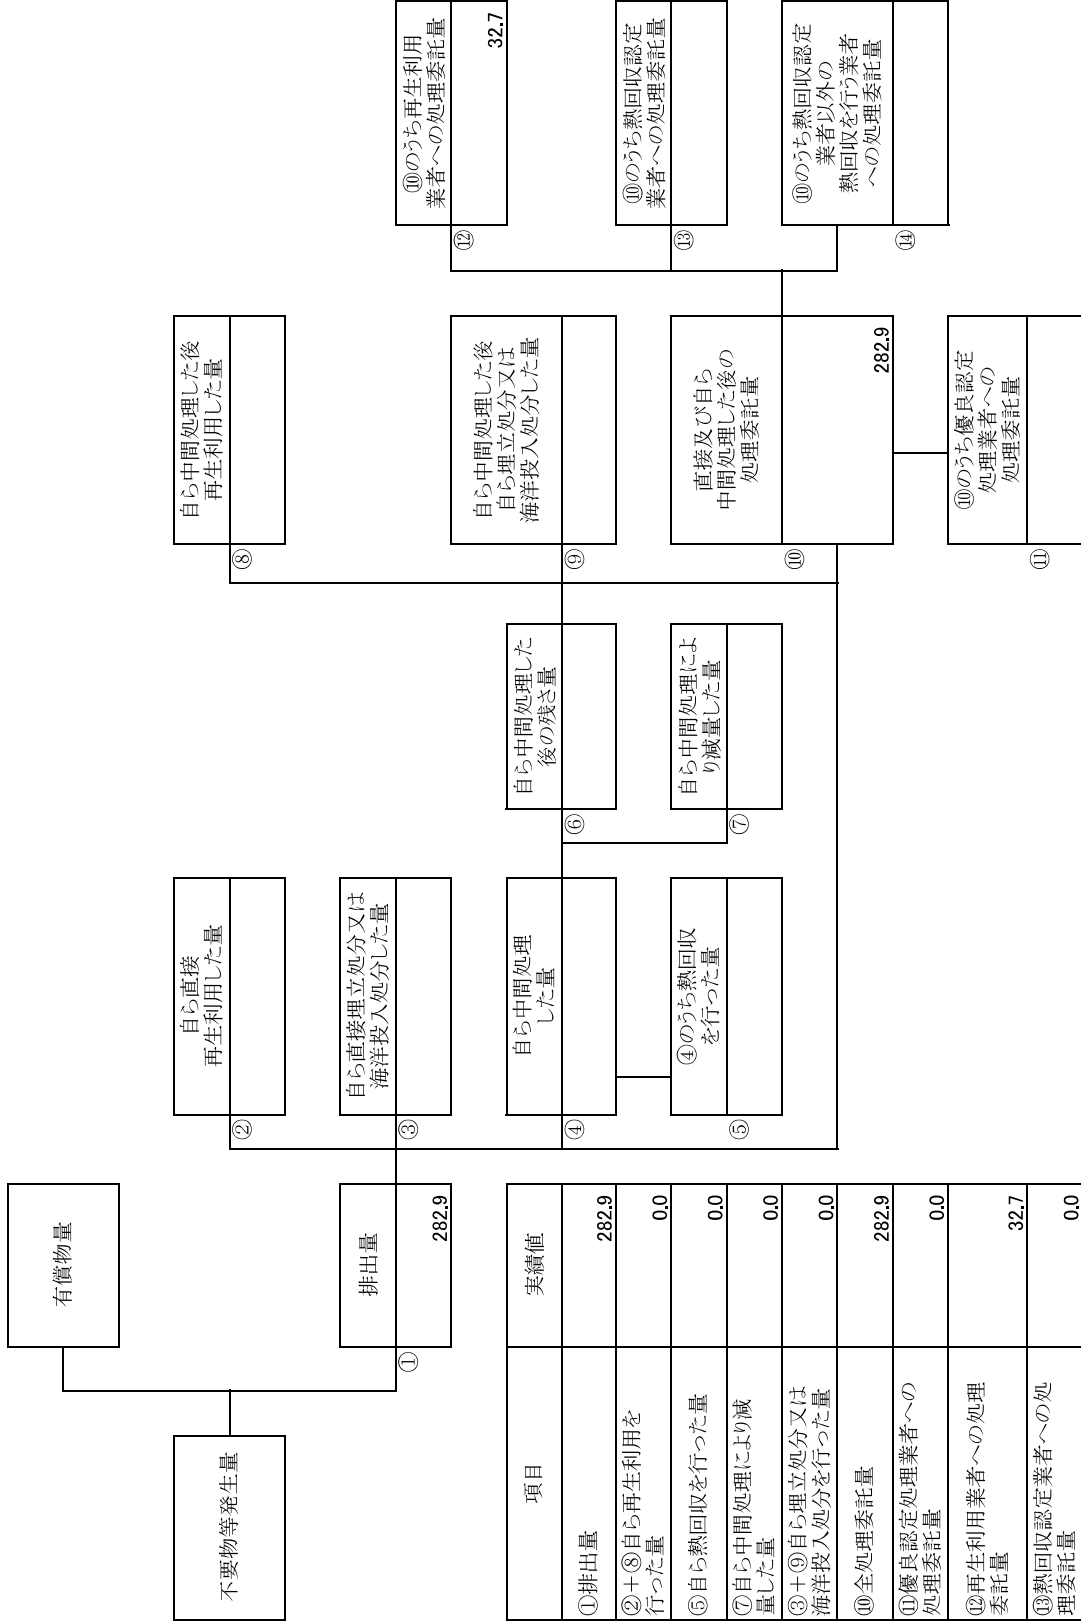 不要物等発生量
有償物量
排出量
①
282.9
②
自ら直接
再生利用した量
③
自ら直接埋立処分又は
海洋投入処分した量
④
自ら中間処理
した量
⑤
④のうち熱回収
を行った量
⑥
自ら中間処理した
後の残さ量
⑦
自ら中間処理によ
り減量した量
⑧
自ら中間処理した後
再生利用した量
⑨
自ら中間処理した後
自ら埋立処分又は
海洋投入処分した量
⑩
直接及び自ら
中間処理した後の
処理委託量
282.9
⑪
⑩のうち優良認定
処理業者への
処理委託量
⑫
⑩のうち再生利用
業者への処理委託量
32.7
⑬
⑩のうち熱回収認定
業者への処理委託量
⑭
⑩のうち熱回収認定
業者以外の
熱回収を行う業者
への処理委託量
項目 実績値
①排出量 282.9
②+⑧自ら再生利用を
行った量 0.0
⑤自ら熱回収を行った量 0.0
⑦自ら中間処理により減
量した量 0.0
③+⑨自ら埋立処分又は
海洋投入処分を行った量 0.0
⑩全処理委託量 282.9
⑪優良認定処理業者への
処理委託量 0.0
⑫再生利用業者への処理
委託量 32.7
⑬熱回収認定業者への処
理委託量 0.0